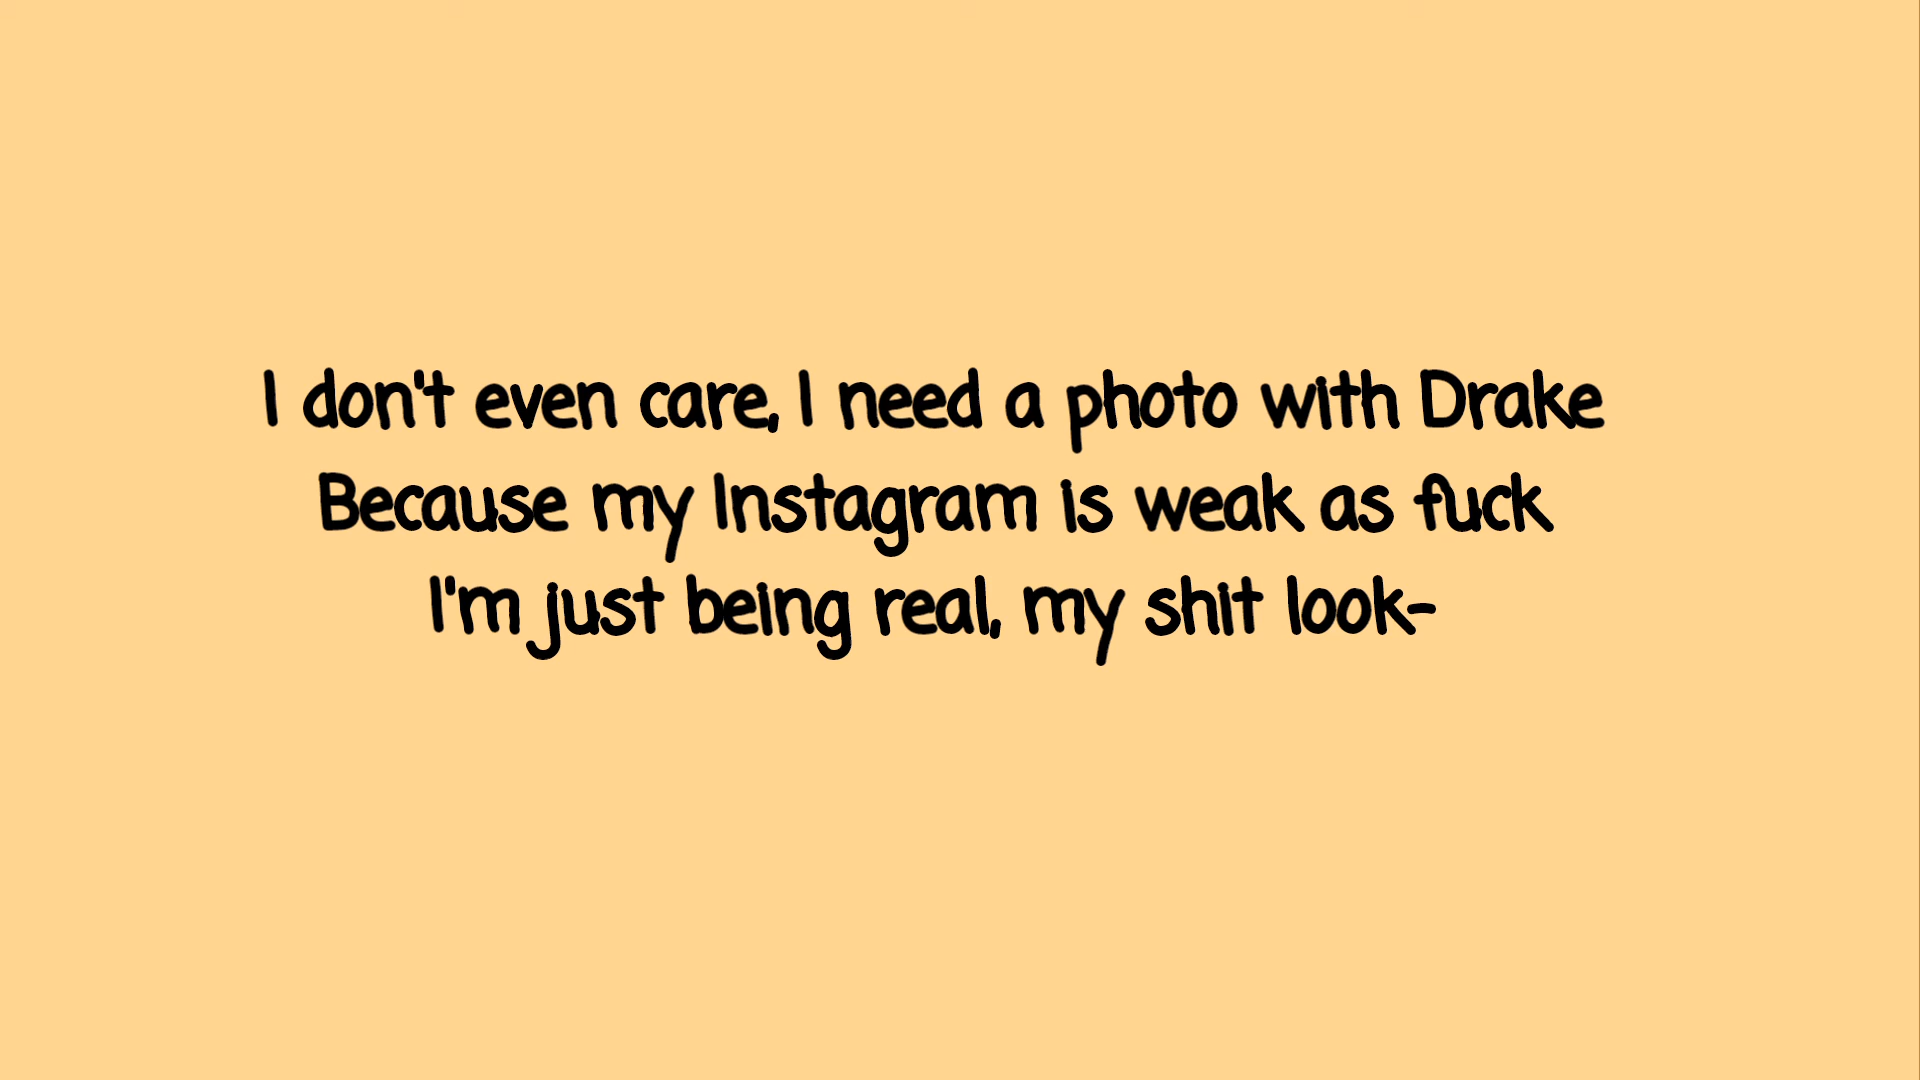 I don't even care, I need a photo with Drake
Because my Instagram is weak as fuck
I'm just being real, my shit look-